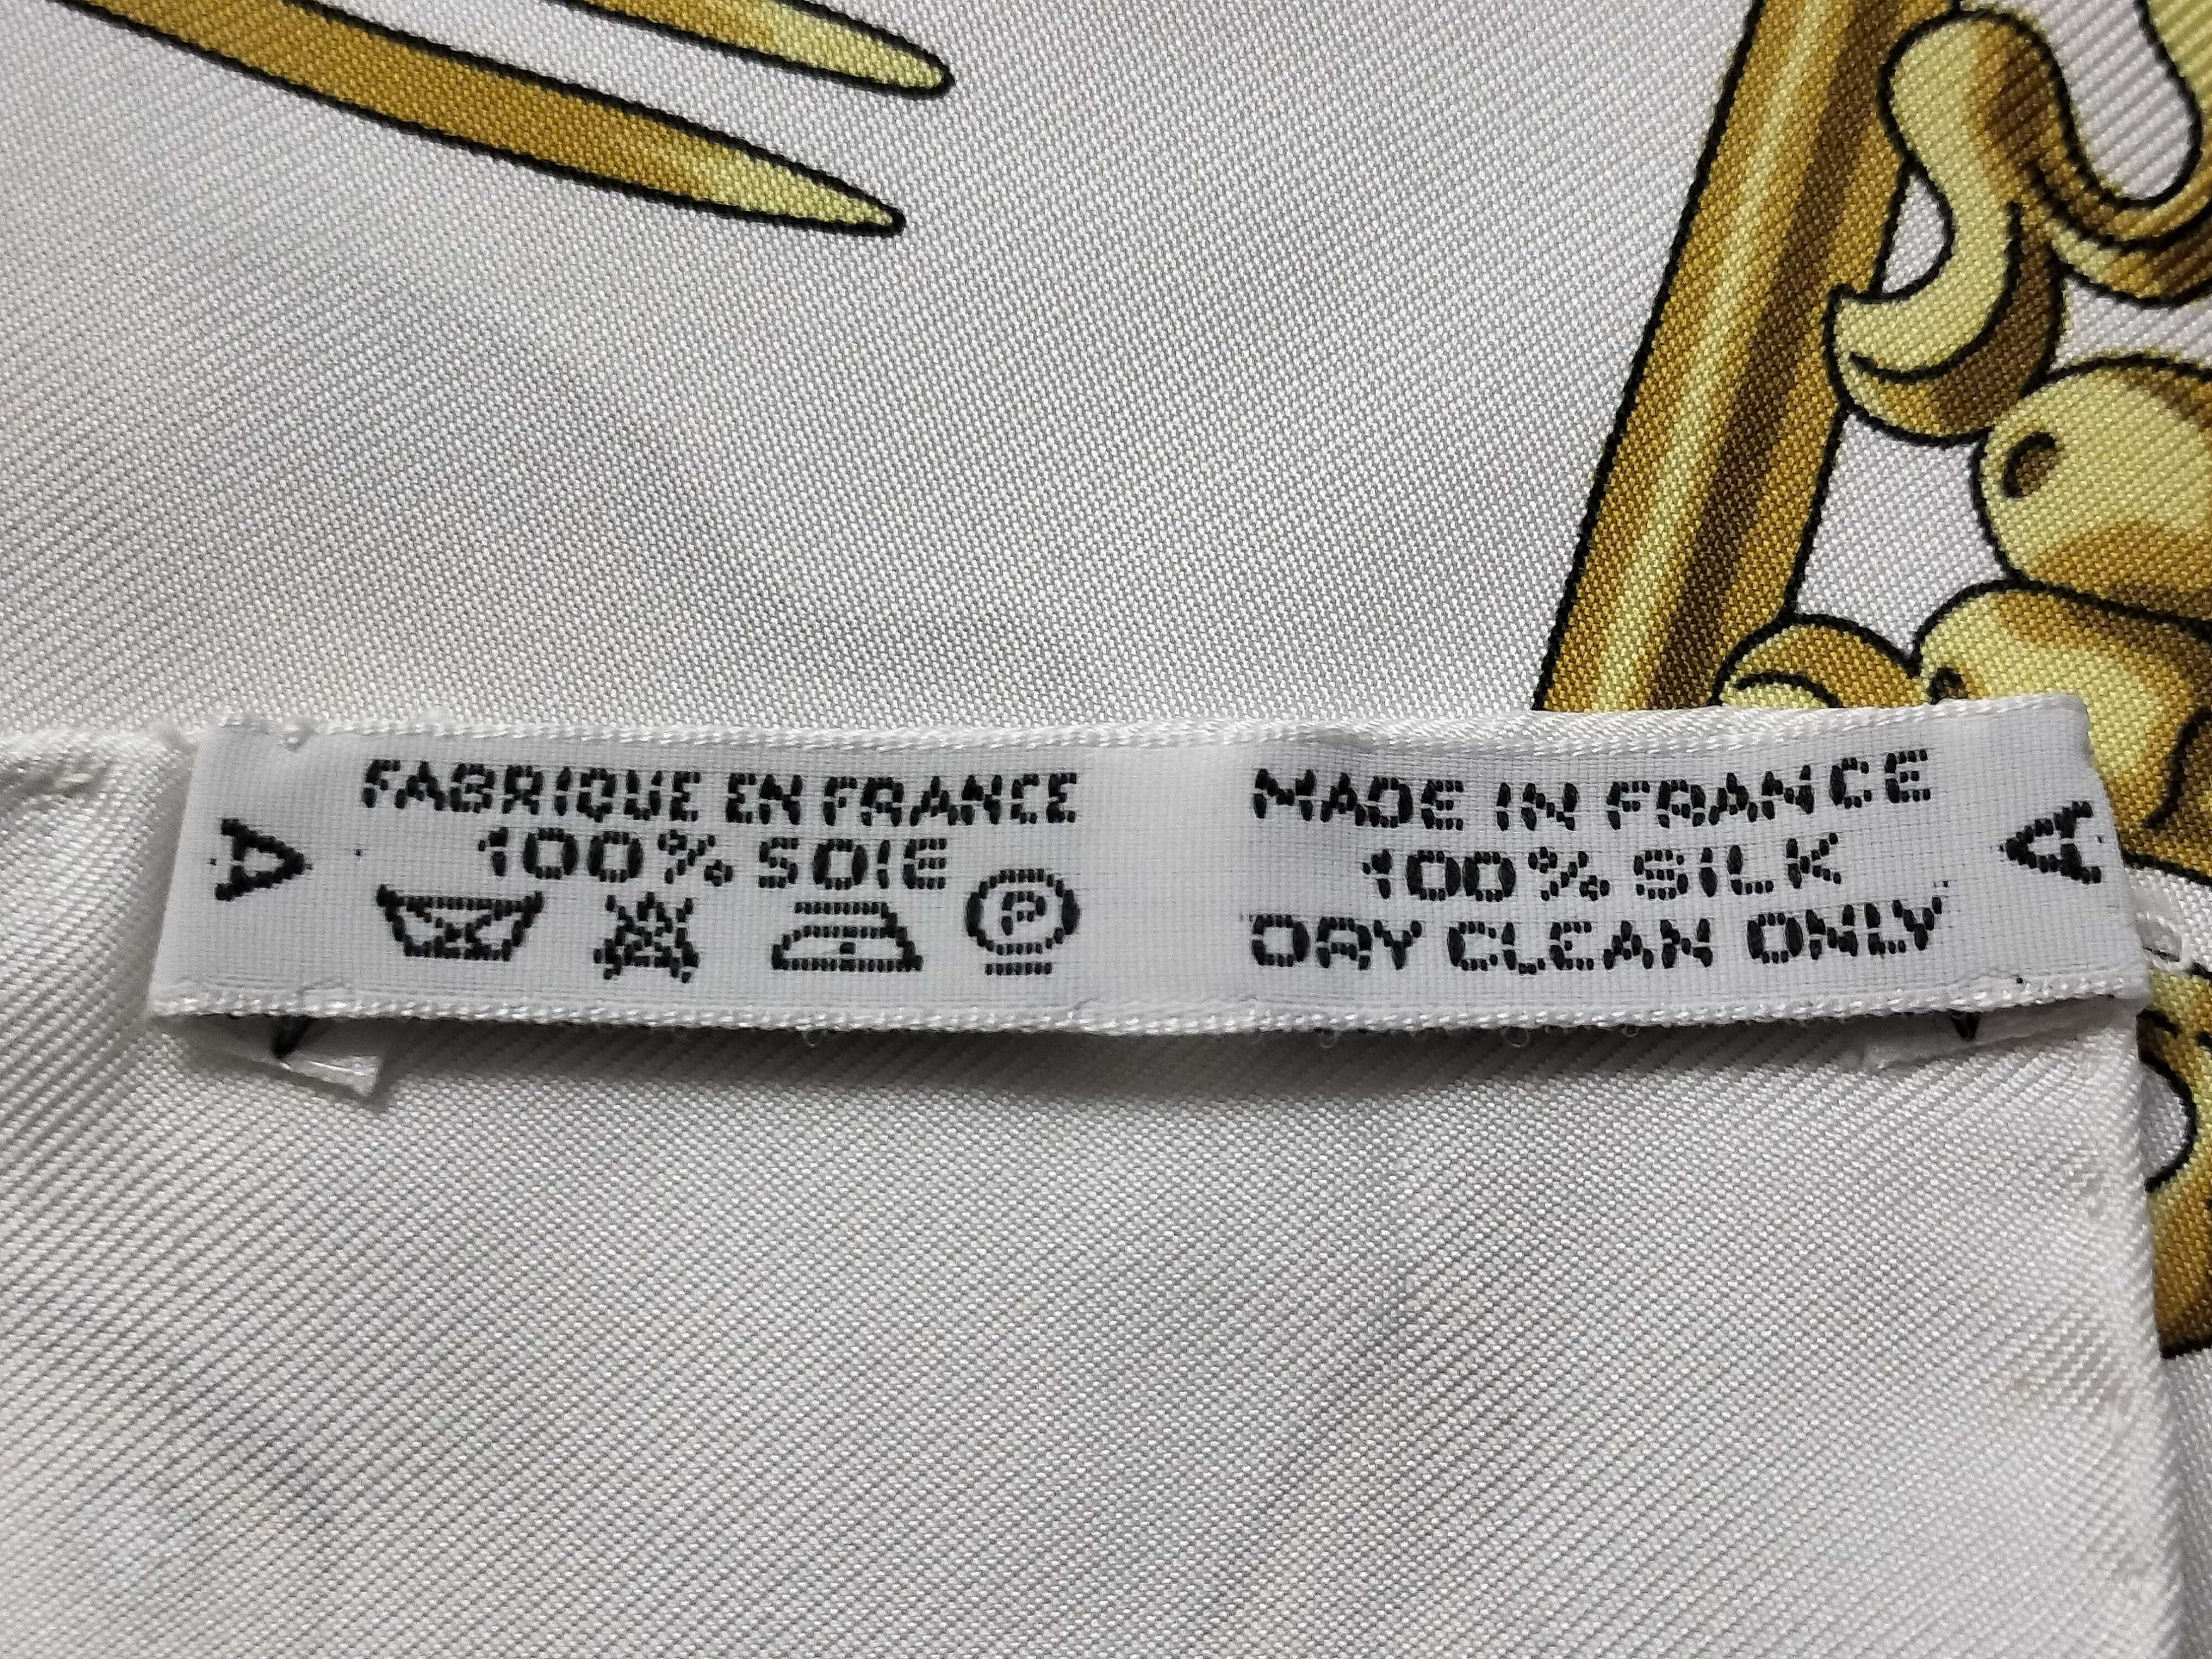 FABRIQUE EN FRANCE
100% SOIE
A
P
MADE IN FRANCE
100% SILK
DRY CLEAN ONLY
A